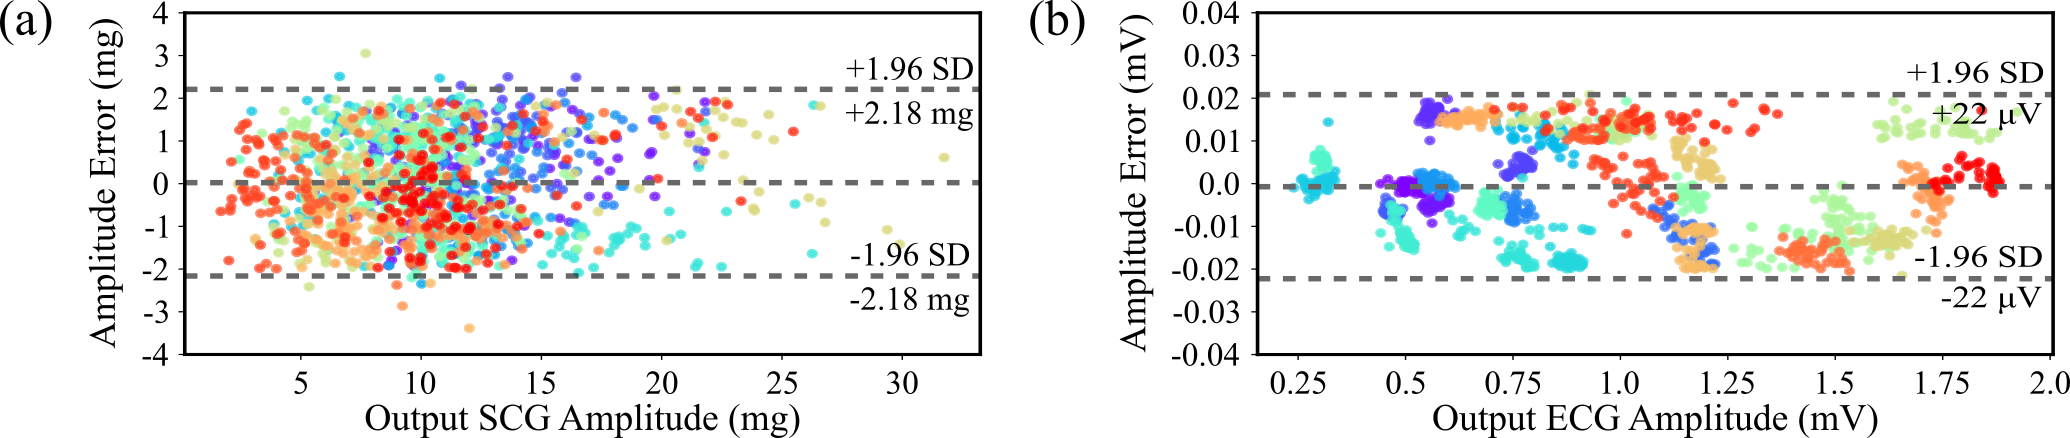 (a)
4
3
2
1
0
-1
-2
-3
-4
Amplitude Error (mg)
+1.96 SD
+2.18 mg
-1.96 SD
-2.18 mg
5 10 15 20 25 30
Output SCG Amplitude (mg)
(b)
0.04
0.03
0.02
0.01
0.0
-0.01
-0.02
-0.03
-0.04
Amplitude Error (mV)
+1.96 SD
+22 μV
-1.96 SD
-22 μV
0.25 0.5 0.75 1.0 1.25 1.5 1.75 2.0
Output ECG Amplitude (mV)